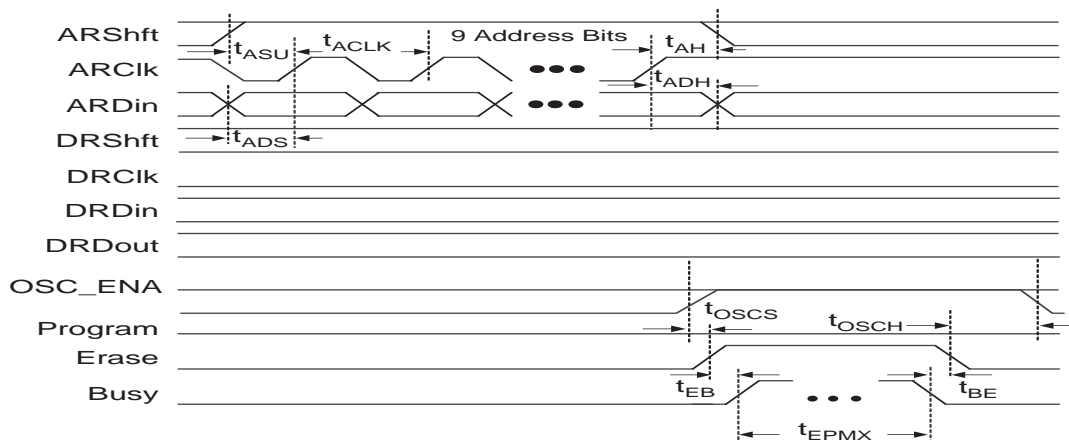 ARShft
tASU
tACLK
9 Address Bits
tAH
ARClk
tADH
ARDin
tADS
DRShft
DRClk
DRDin
DRDout
OSC_ENA
tOSCS
tOSCH
Program
Erase
tEB
tBE
Busy
tEPMX